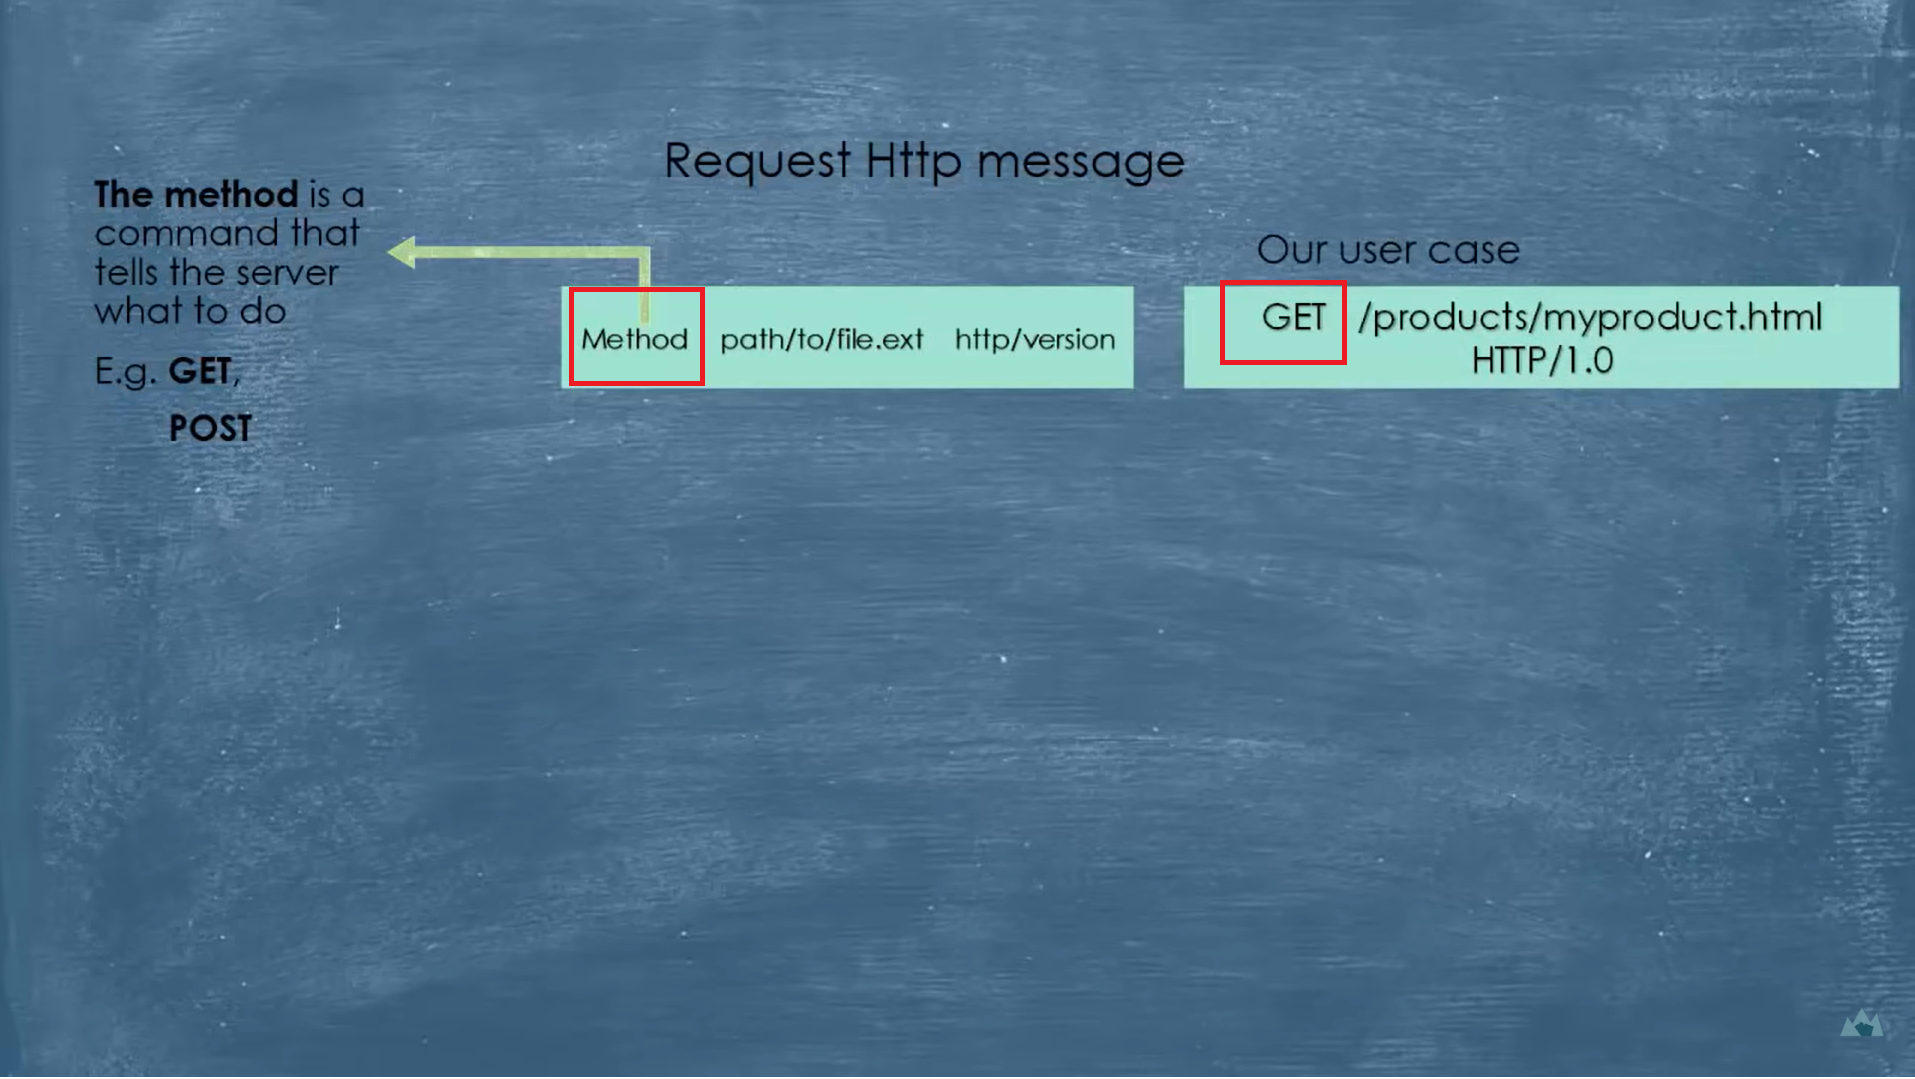 Request Http message
The method is a
command that
tells the server
what to do
E.g. GET,
POST
Method path/to/file.ext http/version
Our user case
GET /products/myproduct.html
HTTP/1.0